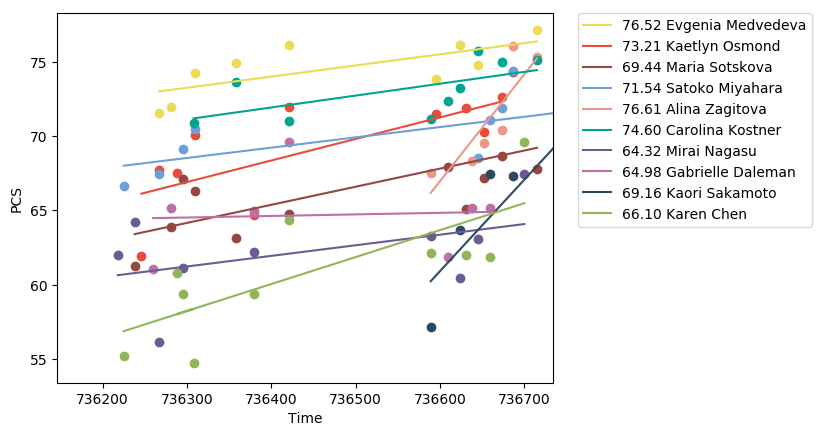 75
70
65
60
55
PCS
736200 736300 736400 736500 736600 736700
Time
76.52 Evgenia Medvedeva
73.21 Kaetlyn Osmond
69.44 Maria Sotskova
71.54 Satoko Miyahara
76.61 Alina Zagitova
74.60 Carolina Kostner
64.32 Mirai Nagasu
64.98 Gabrielle Daleman
69.16 Kaori Sakamoto
66.10 Karen Chen